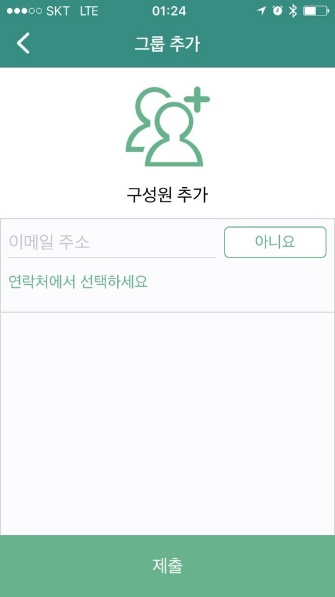 SKT LTE 01:24
그룹 추가
구성원 추가
이메일 주소 아니요
연락처에서 선택하세요
제출